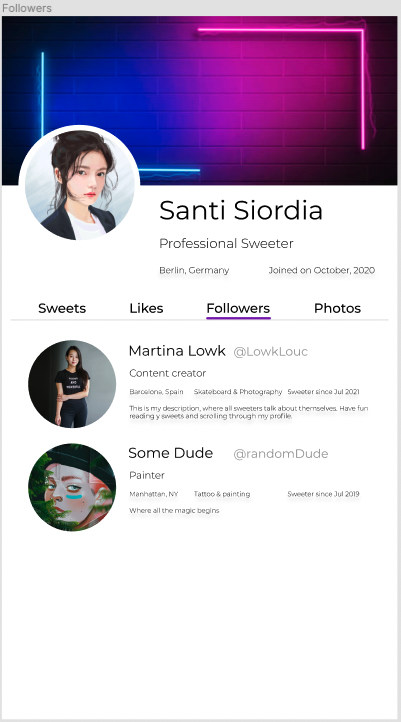 Followers
Santi Siordia
Professional Sweeter
Berlin, Germany Joined on October, 2020
Sweets Likes Followers Photos
Martina Lowk @LowkLouc
Content creator
Barcelona, Spain Skateboard & Photography Sweeter since Jul 2021
This is my description, where all sweeters talk about themselves. Have fun
reading y sweets and scrolling through my profile.
Some Dude @randomDude
Painter
Manhattan, NY Tattoo & painting Sweeter since Jul 2019
Where all the magic begins